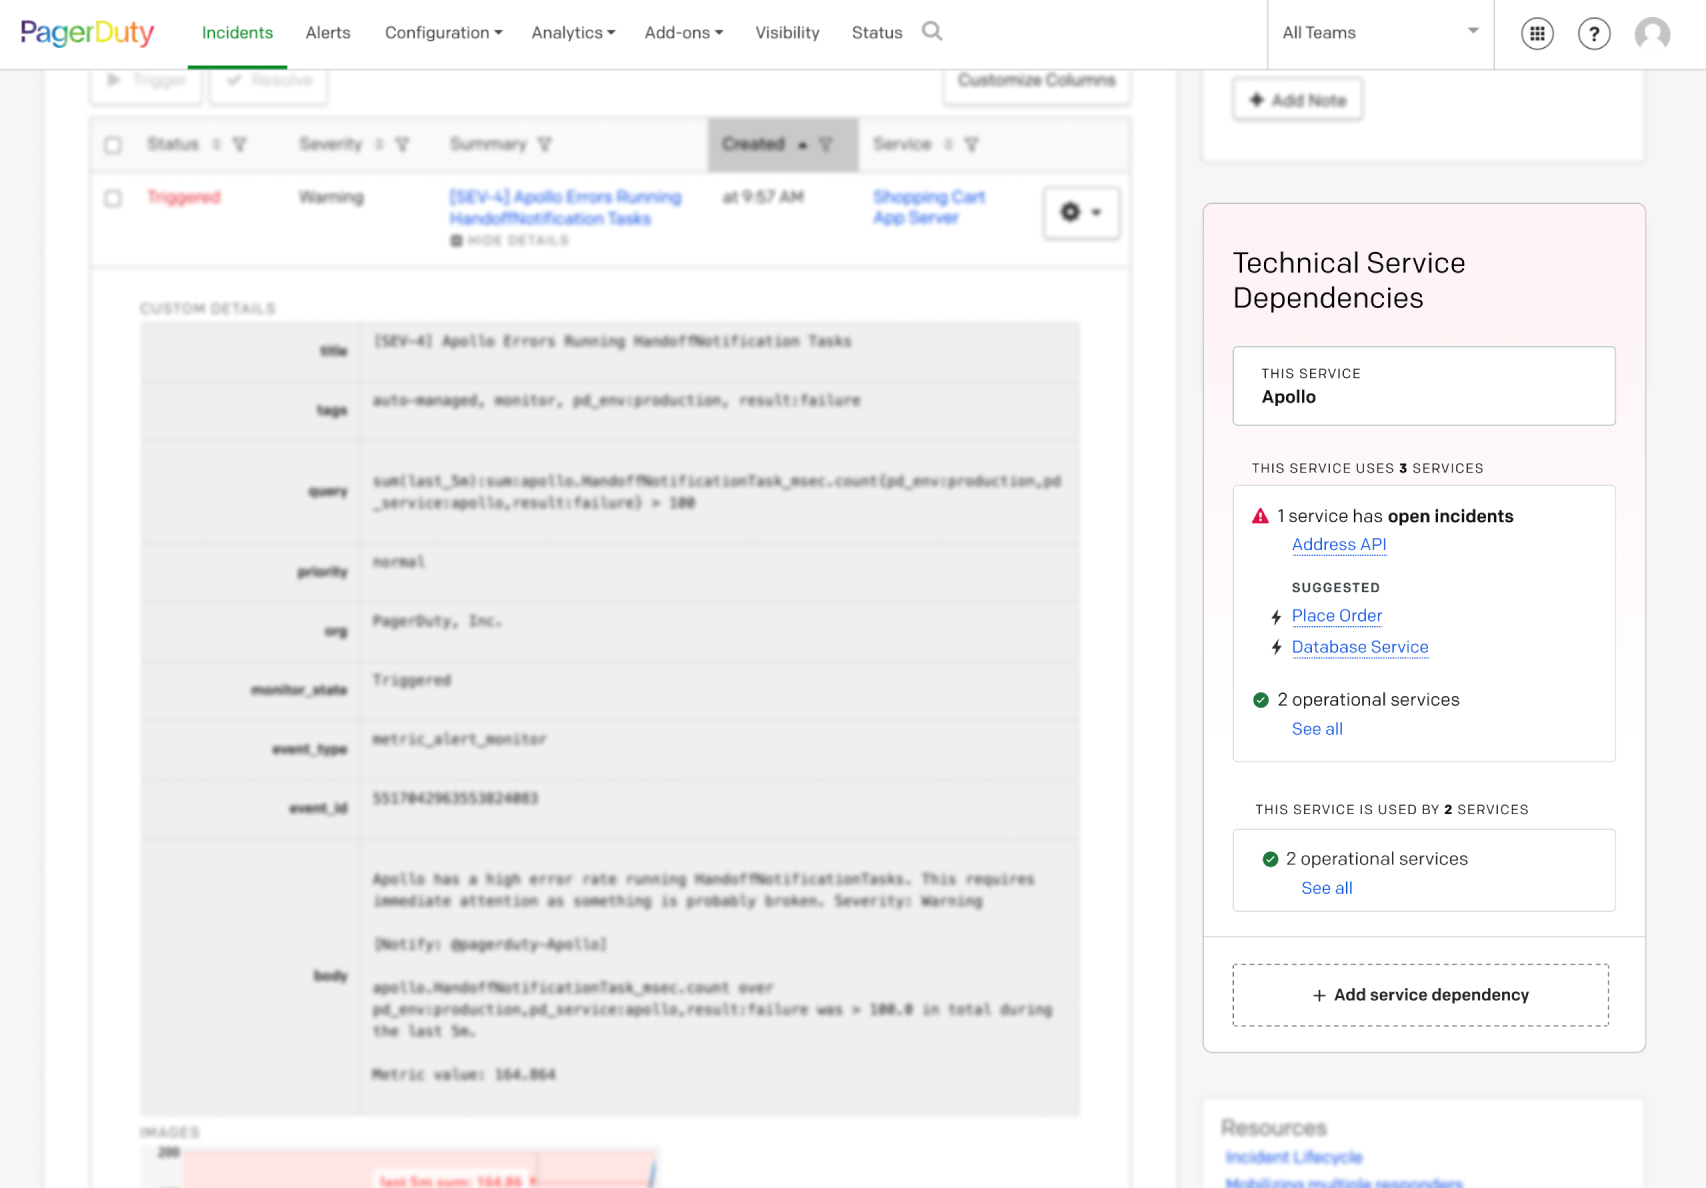 PagerDuty
Incidents
Alerts
Configuration
Analytics
Add-ons
Visibility
Status
All Teams
?
Trigger
Resolve
Customize Columns
Add Note
Status
Severity
Summary
Created
Service
Triggered
Warning
[SEV-4] Apollo Errors Running
HandoffNotification Tasks
HIDE DETAILS
at 9:57 AM
Shopping Cart
App Server
CUSTOM DETAILS
title
[SEV-4] Apollo Errors Running HandoffNotification Tasks
tags
auto-managed, monitor, pd_env:production, result:failure
query
sum(last_5m):sum:apollo.HandoffNotificationTask_msec.count{pd_env:production,pd
_service:apollo,result:failure} > 100
priority
normal
org
PagerDuty, Inc.
monitor_state
Triggered
event_type
metric_alert_monitor
event_id
5517042963553824083
body
Apollo has a high error rate running HandoffNotificationTasks. This requires
immediate attention as something is probably broken. Severity: Warning
[Notify: @pagerduty-Apollo]
apollo.HandoffNotificationTask_msec.count over
pd_env:production,pd_service:apollo,result:failure was > 100.0 in total during
the last 5m.
Metric value: 164.864
IMAGES
200
last 5m sum: 164.86
Technical Service
Dependencies
THIS SERVICE
Apollo
THIS SERVICE USES 3 SERVICES
1 service has open incidents
Address API
SUGGESTED
Place Order
Database Service
2 operational services
See all
THIS SERVICE IS USED BY 2 SERVICES
2 operational services
See all
+ Add service dependency
Resources
Incident Lifecycle
Mobilizing multiple responders